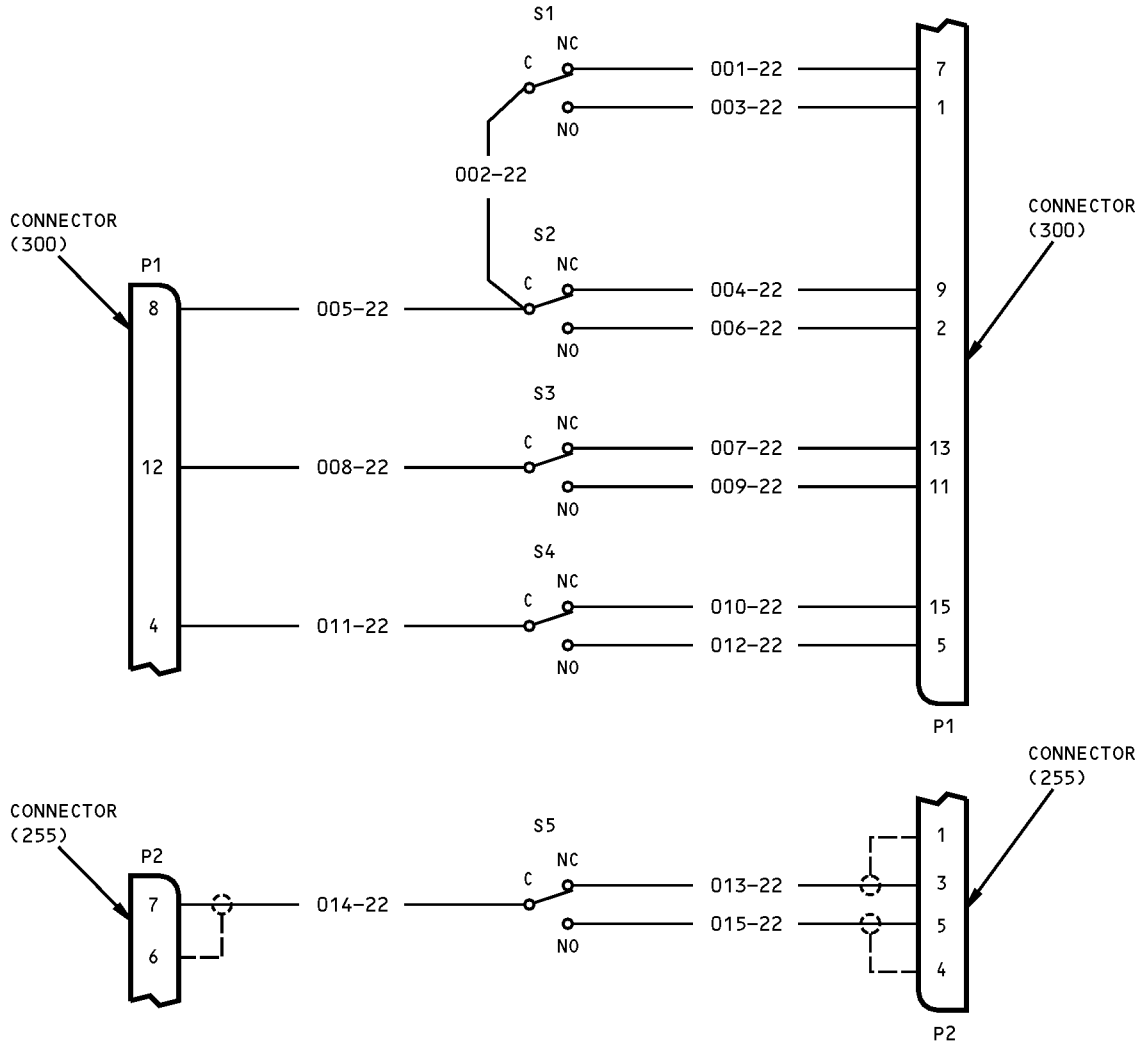 S1
NC
C
001-22
7
003-22
1
NO
002-22
CONNECTOR
(300)
CONNECTOR
(300)
P1
S2
NC
C
8
005-22
004-22
9
006-22
2
NO
S3
NC
C
12
008-22
007-22
13
009-22
11
NO
S4
NC
C
4
011-22
010-22
15
012-22
5
NO
P1
CONNECTOR
(255)
CONNECTOR
(255)
P2
S5
NC
C
7
014-22
6
1
013-22
3
015-22
5
NO
4
P2